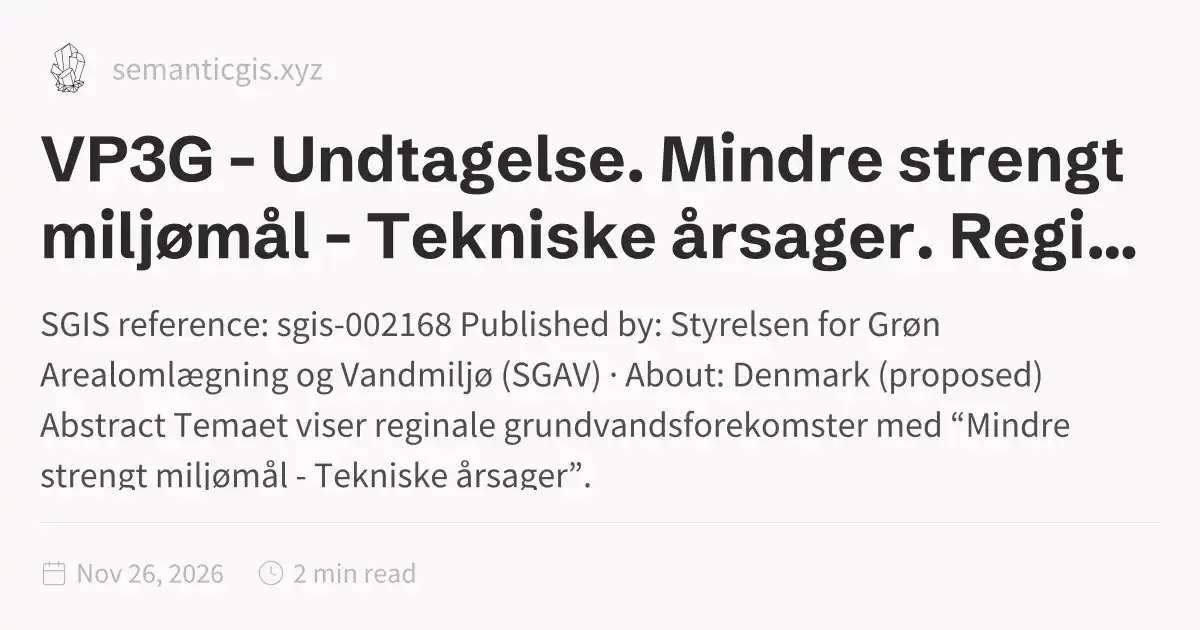 semanticgis.xyz
VP3G - Undtagelse. Mindre strengt
miljømål - Tekniske årsager. Regi...
SGIS reference: sgis-002168 Published by: Styrelsen for Grøn
Arealomlægning og Vandmiljø (SGAV) · About: Denmark (proposed)
Abstract Temaet viser reginale grundvandsforekomster med “Mindre
strengt miljømål - Tekniske årsager”.
Nov 26, 2026 2 min read